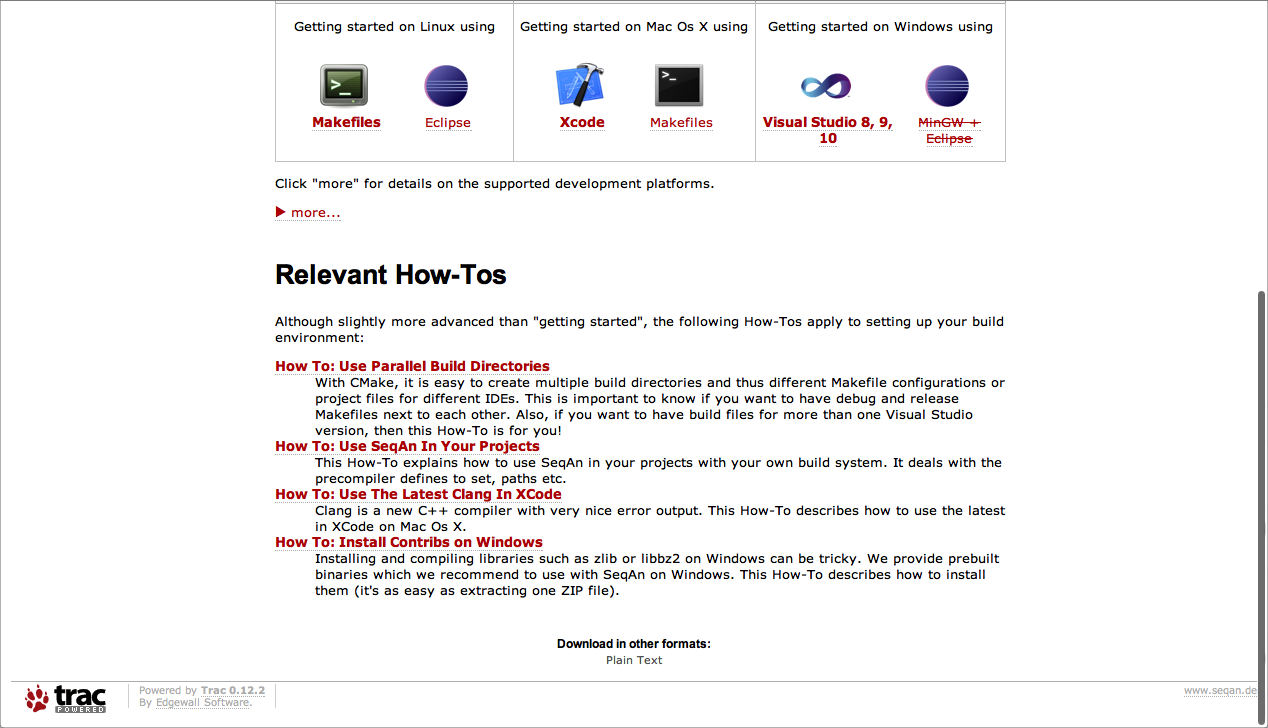 Getting started on Linux using
Getting started on Mac Os X using
Getting started on Windows using
>_
>_
Makefiles
Eclipse
Xcode
Makefiles
Visual Studio 8, 9,
10
MinGW +
Eclipse
Click "more" for details on the supported development platforms.
more...
Relevant How-Tos
Although slightly more advanced than "getting started", the following How-Tos apply to setting up your build
environment:
How To: Use Parallel Build Directories
With CMake, it is easy to create multiple build directories and thus different Makefile configurations or
project files for different IDEs. This is important to know if you want to have debug and release
Makefiles next to each other. Also, if you want to have build files for more than one Visual Studio
version, then this How-To is for you!
How To: Use SeqAn In Your Projects
This How-To explains how to use SeqAn in your projects with your own build system. It deals with the
precompiler defines to set, paths etc.
How To: Use The Latest Clang In XCode
Clang is a new C++ compiler with very nice error output. This How-To describes how to use the latest
in XCode on Mac Os X.
How To: Install Contribs on Windows
Installing and compiling libraries such as zlib or libbz2 on Windows can be tricky. We provide prebuilt
binaries which we recommend to use with SeqAn on Windows. This How-To describes how to install
them (it's as easy as extracting one ZIP file).
Download in other formats:
Plain Text
trac
POWERED
Powered by Trac 0.12.2
By Edgewall Software.
www.seqan.de